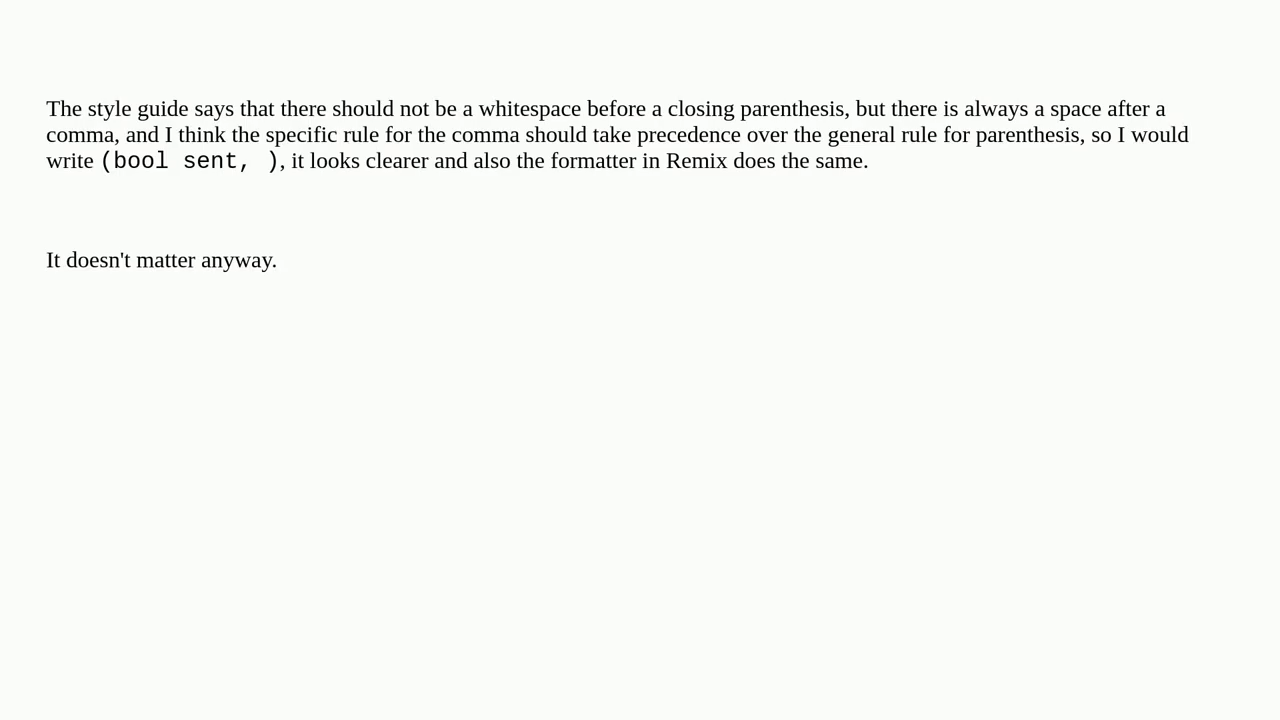 The style guide says that there should not be a whitespace before a closing parenthesis, but there is always a space after a
comma, and I think the specific rule for the comma should take precedence over the general rule for parenthesis, so I would
write (bool sent, ), it looks clearer and also the formatter in Remix does the same.
It doesn't matter anyway.